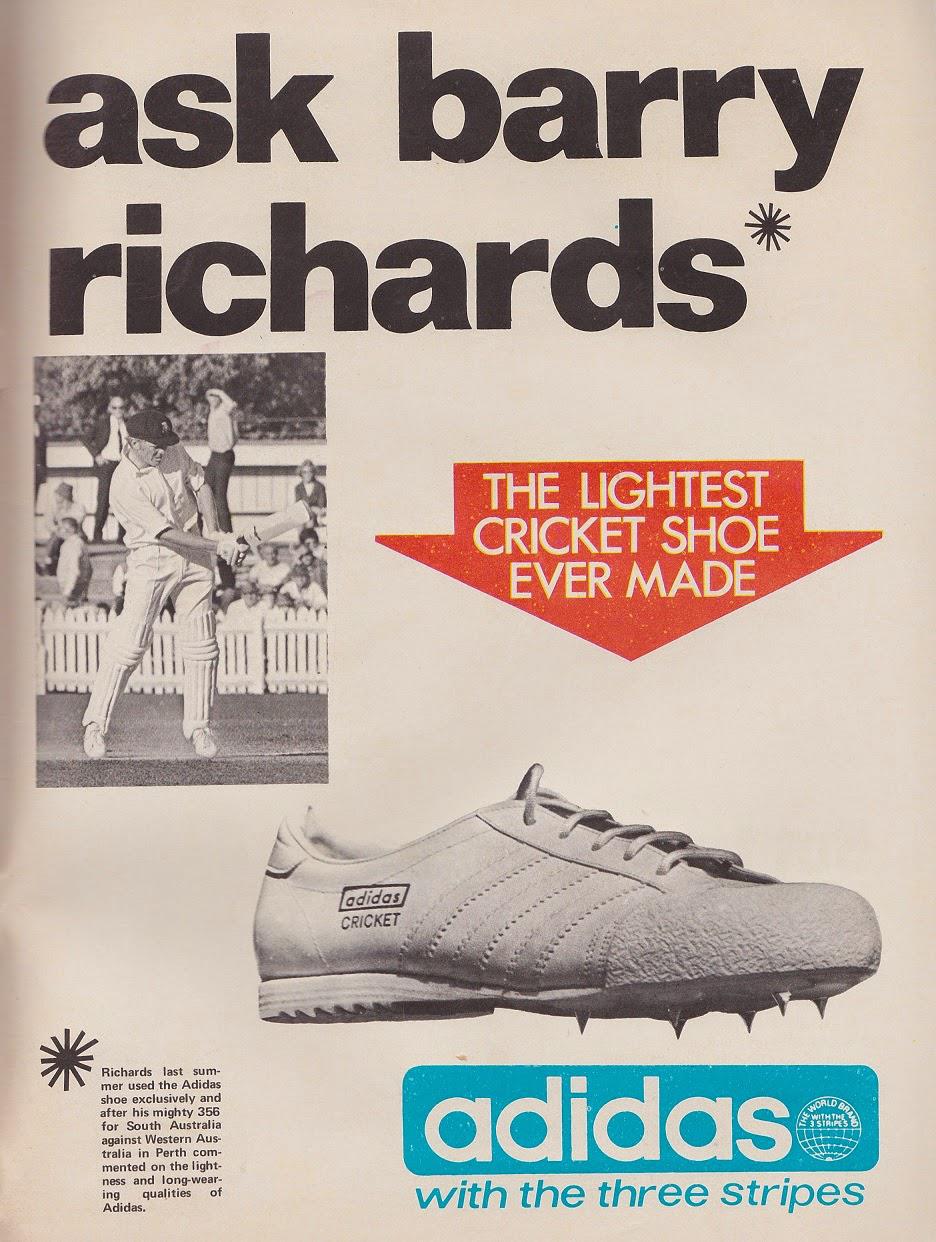 ask barry
richards*
THE LIGHTEST
CRICKET SHOE
EVER MADE
adidas
CRICKET
* Richards last sum-
mer used the Adidas
shoe exclusively and
after his mighty 356
for South Australia
against Western Aus-
tralia in Perth com-
mented on the light-
ness and long-wear-
ing qualities of
Adidas.
adidas
THE WORLD BRAND
WITH THE
3 STRIPES
with the three stripes